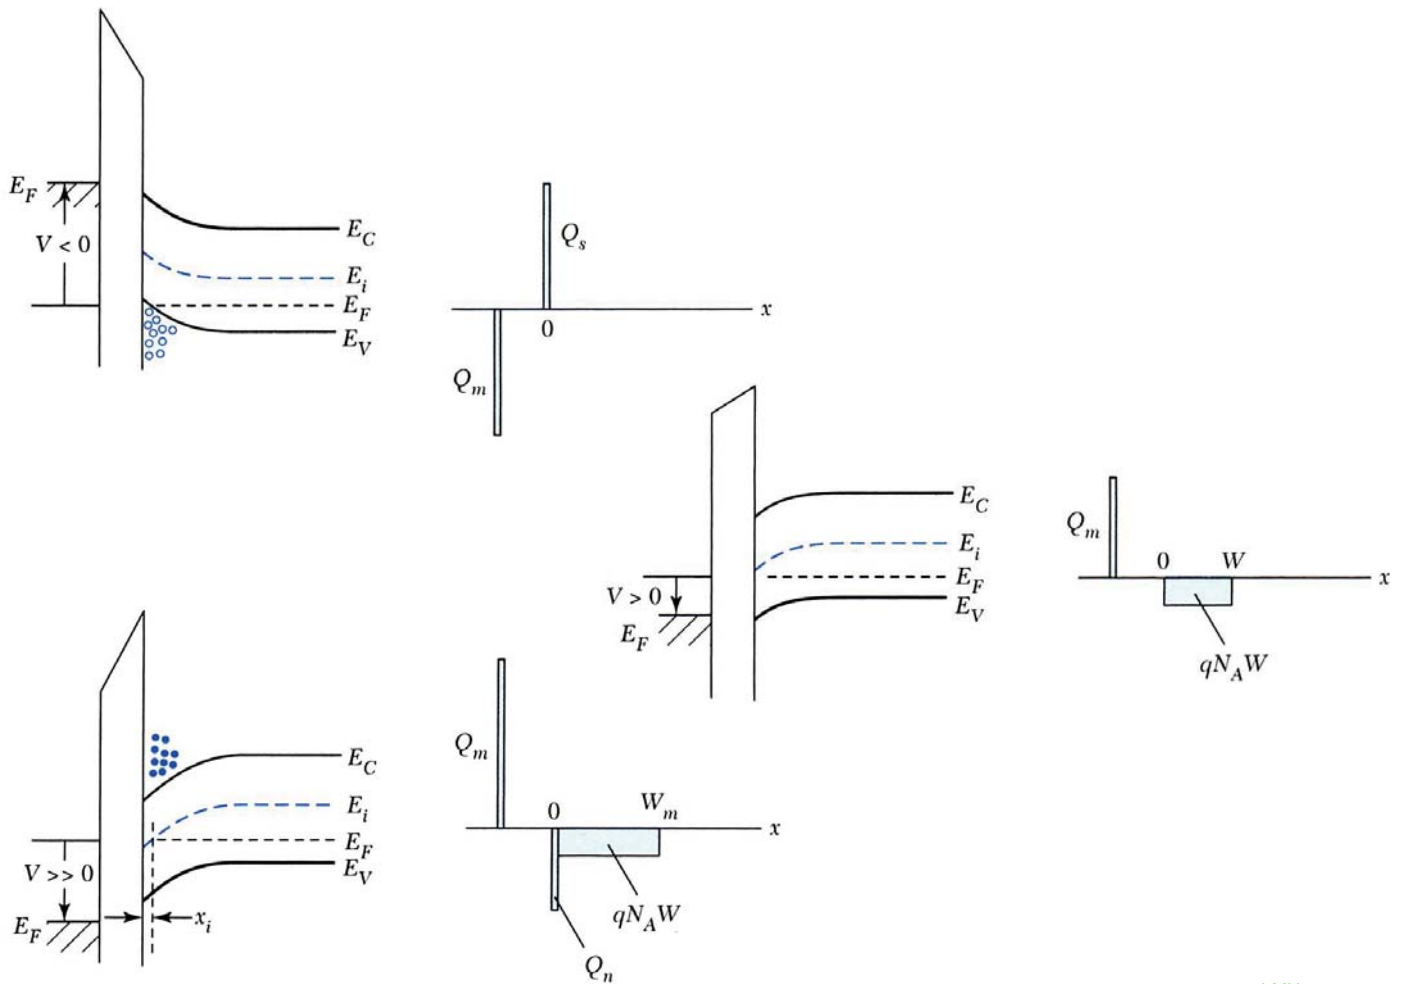 E_F
V < 0
E_C
E_i
E_F
E_V
Q_s
x
0
Q_m
E_C
E_i
E_F
E_V
V > 0
E_F
Q_m
0
W
x
qN_AW
E_C
E_i
E_F
E_V
V >> 0
E_F
x_i
Q_m
0
W_m
x
qN_AW
Q_n